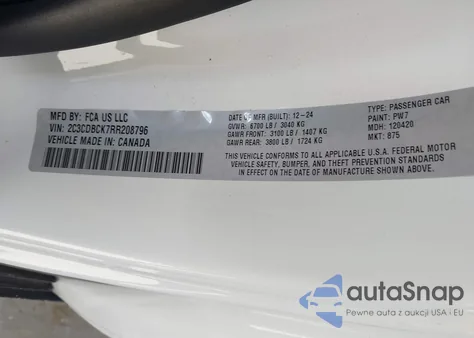 MFD BY: FCA US LLC
VIN: 2C3CDBCK7RR208796
VEHICLE MADE IN: CANADA
DATE OF MFR (BUILT): 12-24
GVWR: 6700 LB / 3040 KG
GAWR FRONT: 3100 LB / 1407 KG
GAWR REAR: 3800 LB / 1724 KG
TYPE: PASSENGER CAR
PAINT: PW7
MDH: 120420
MKT: 875
THIS VEHICLE CONFORMS TO ALL APPLICABLE U.S.A. FEDERAL MOTOR
VEHICLE SAFETY, BUMPER, AND THEFT PREVENTION STANDARDS
IN EFFECT ON THE DATE OF MANUFACTURE SHOWN ABOVE
autoSnap
Pewne auta z aukcji USA i EU